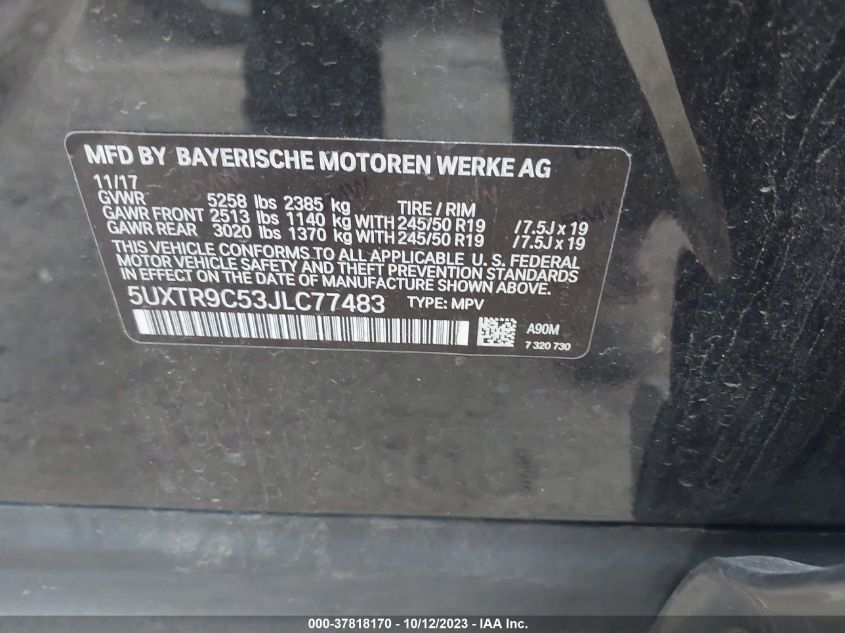 MFD BY BAYERISCHE MOTOREN WERKE AG
11/17
GVWR 5258 lbs 2385 kg TIRE / RIM
GAWR FRONT 2513 lbs 1140 kg WITH 245/50 R19 / 7.5J x 19
GAWR REAR 3020 lbs 1370 kg WITH 245/50 R19 / 7.5J x 19
THIS VEHICLE CONFORMS TO ALL APPLICABLE U. S. FEDERAL
MOTOR VEHICLE SAFETY AND THEFT PREVENTION STANDARDS
IN EFFECT ON THE DATE OF MANUFACTURE SHOWN ABOVE.
5UXTR9C53JLC77483 TYPE: MPV
A90M
7 320 730
000-37818170 - 10/12/2023 - IAA Inc.